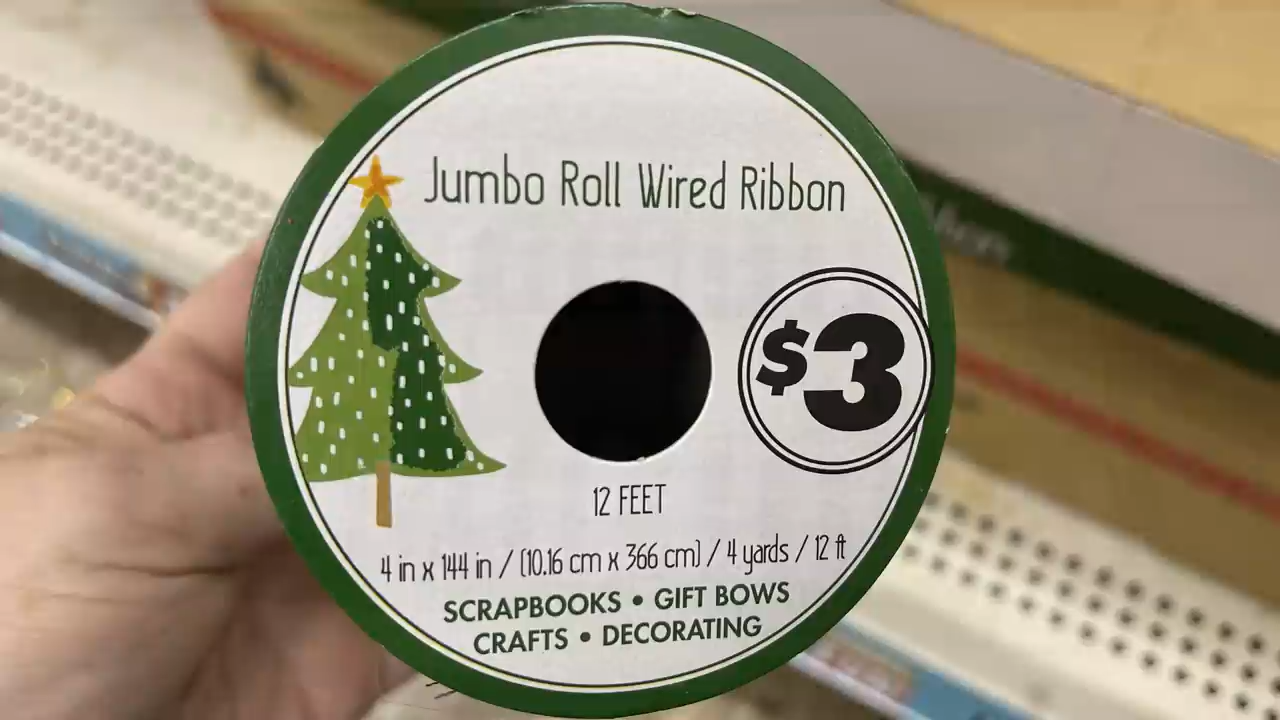 Jumbo Roll Wired Ribbon
$3
12 FEET
4 in x 144 in / (10.16 cm x 366 cm) / 4 yards / 12 ft
SCRAPBOOKS • GIFT BOWS
CRAFTS • DECORATING